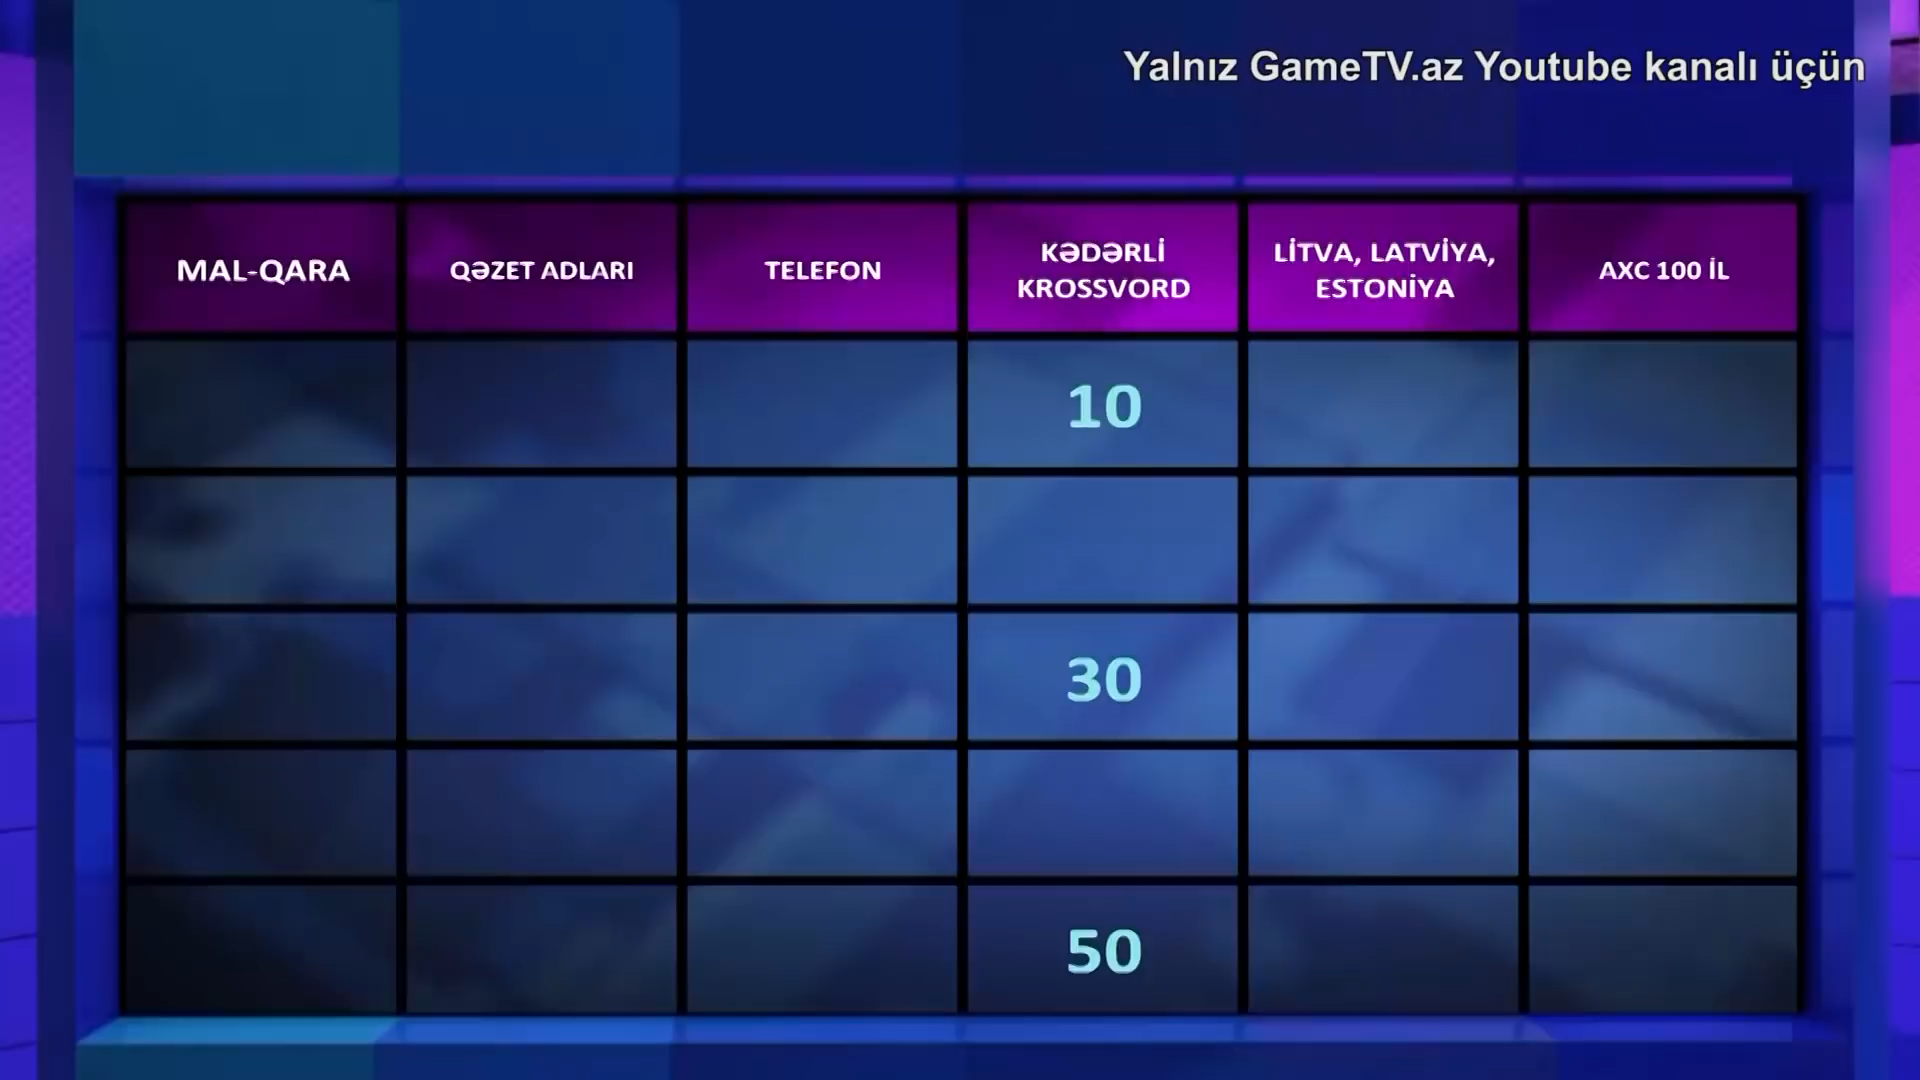 Yalnız GameTV.az Youtube kanalı üçün
MAL-QARA
QƏZET ADLARI
TELEFON
KƏDƏRLİ
KROSSVORD
LİTVA, LATVİYA,
ESTONİYA
AXC 100 İL
10
30
50